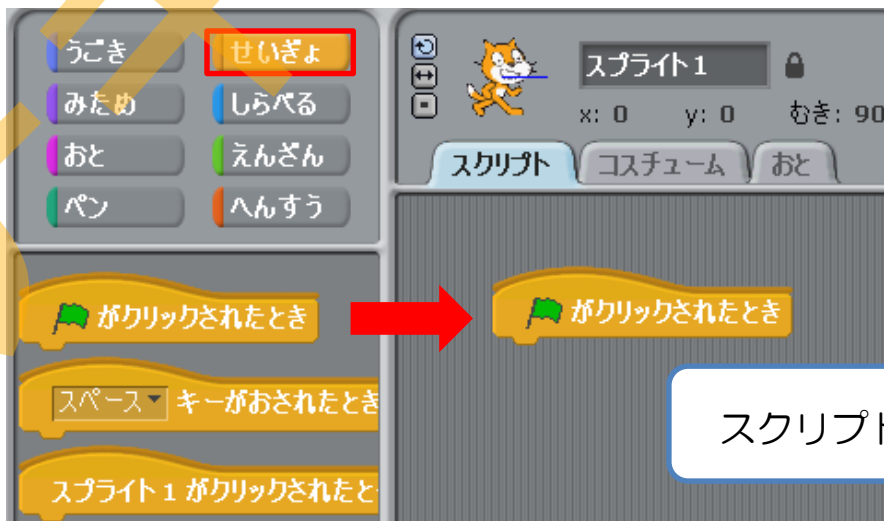 うごき せいぎょ
みため しらべる
おと えんざん
ペン へんすう
がクリックされたとき
スペース キーがおされたとき
スプライト 1 がクリックされたと
スプライト1
x: 0 y: 0 むき: 90
スクリプト コスチューム おと
がクリックされたとき
スクリプト